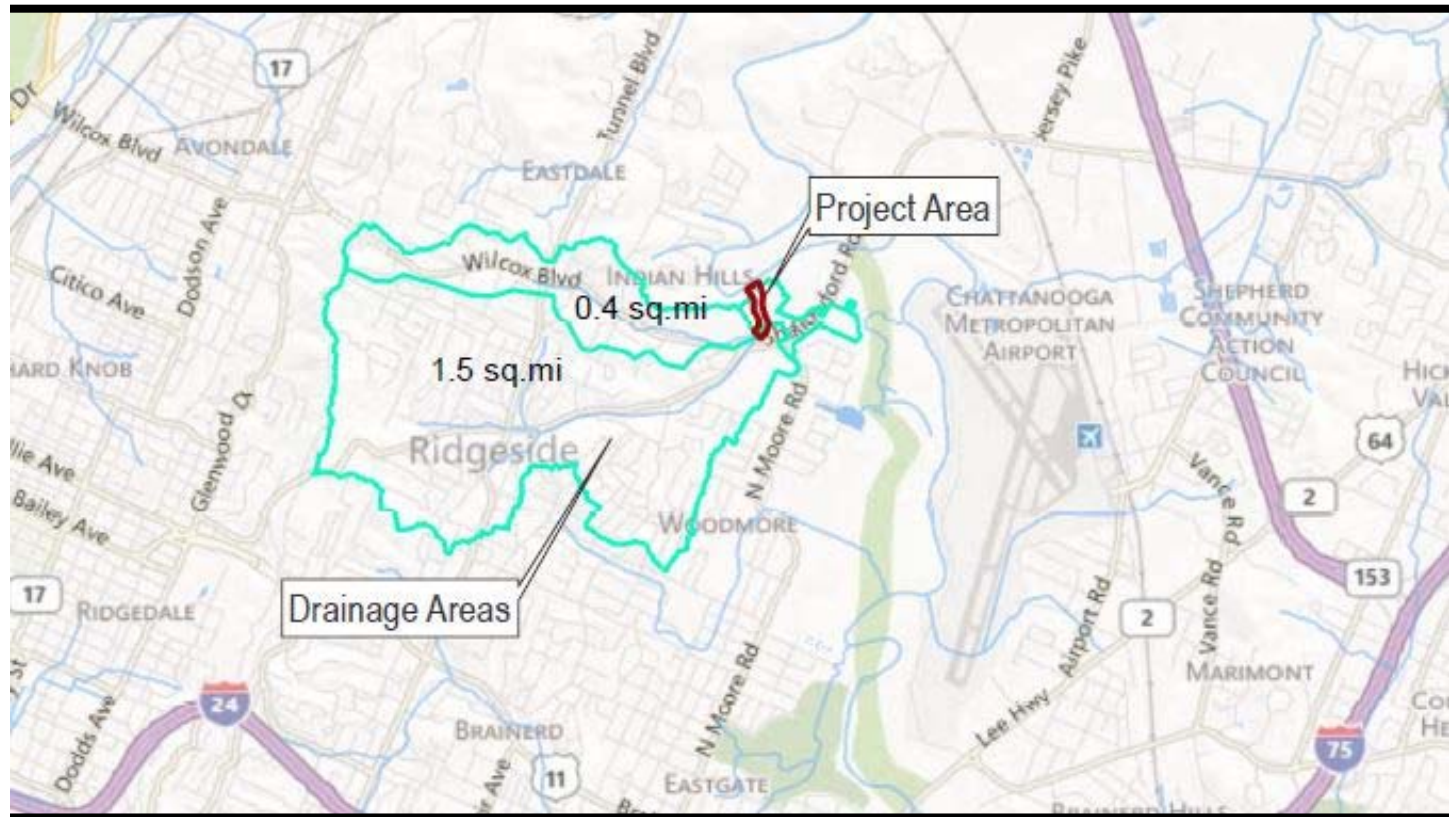 17
Tunnel Blvd
Jersey Pike
Dr
Wilcox Blvd
AVONDALE
EASTDALE
Project Area
Dodson Ave
Wilcox Blvd
INDIAN HILLS
Citico Ave
0.4 sq.mi
CHATTANOOGA
METROPOLITAN
AIRPORT
SHEPHERD
COMMUNITY
ACTION
COUNCIL
1.5 sq.mi
Glenwood Dr
Ridgeside
N Moore Rd
64
Bailey Ave
WOODMORE
Vance Rd
2
17
RIDGEDALE
Drainage Areas
Airport Rd
2
Vance Rd
153
MARIMONT
24
Dodds Ave
BRAINERD
N Moore Rd
Lee Hwy
75
11
EASTGATE
BRAINERD HILLS